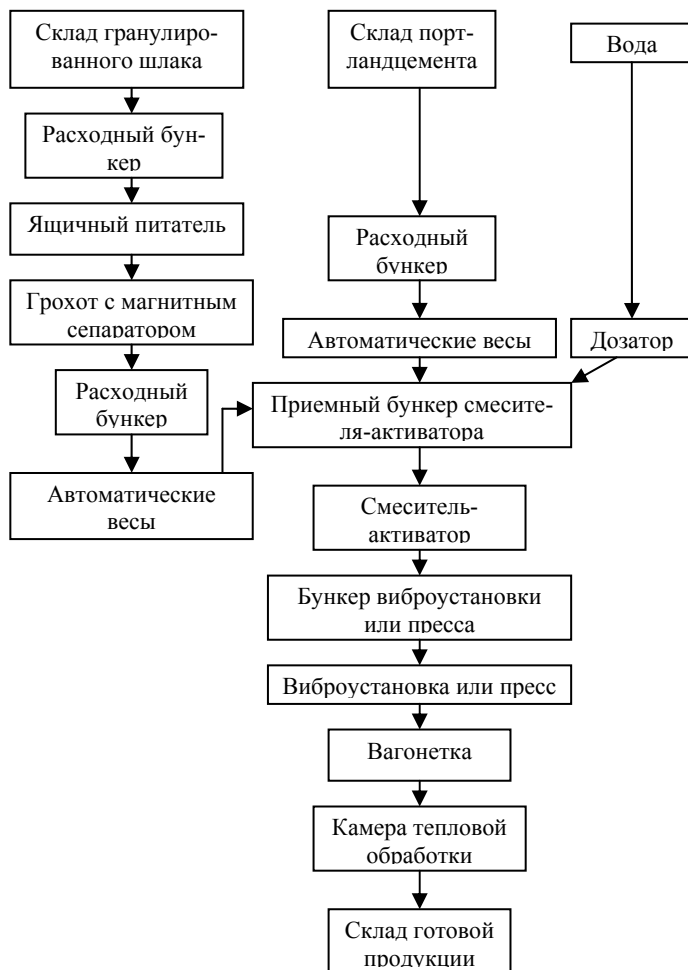 Склад гранулиро-
ванного шлака
Склад порт-
ландцемента
Вода
Расходный бун-
кер
Ящичный питатель
Расходный
бункер
Грохот с магнитным
сепаратором
Автоматические весы
Дозатор
Расходный
бункер
Приемный бункер смесите-
ля-активатора
Автоматические
весы
Смеситель-
активатор
Бункер виброустановки
или пресса
Виброустановка или пресс
Вагонетка
Камера тепловой
обработки
Склад готовой
продукции